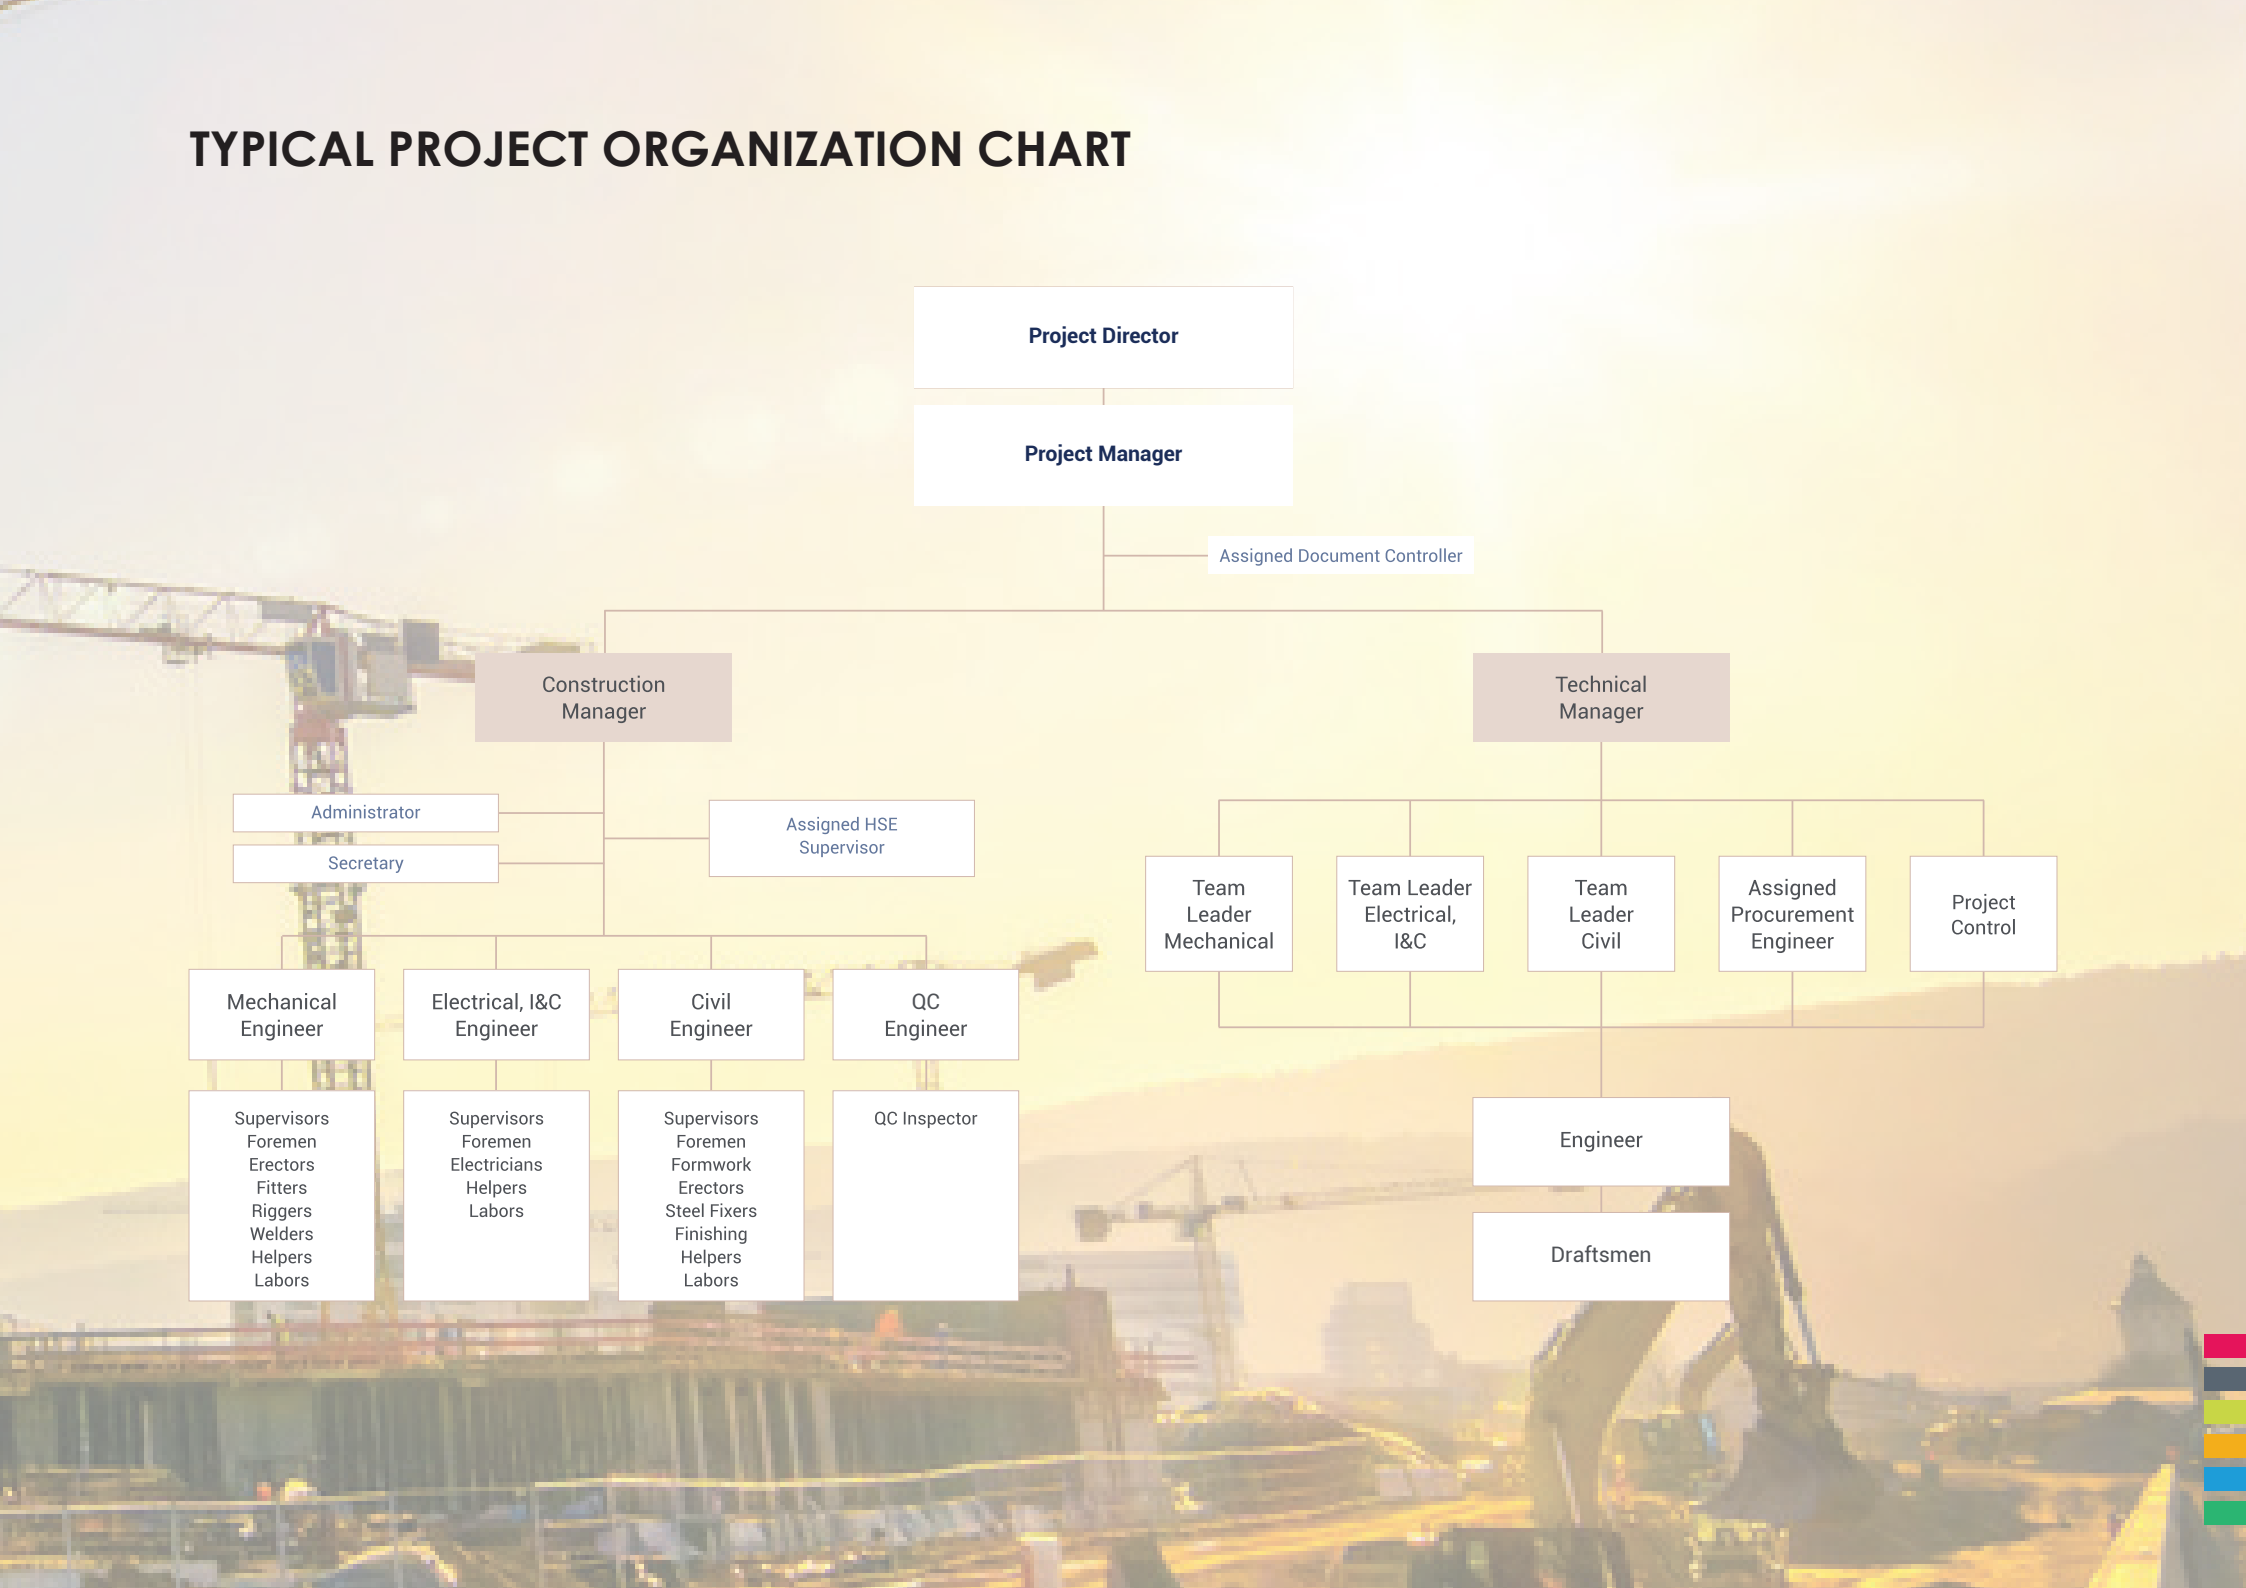 TYPICAL PROJECT ORGANIZATION CHART
Project Director
Project Manager
Assigned Document Controller
Construction
Manager
Technical
Manager
Administrator
Secretary
Assigned HSE
Supervisor
Team
Leader
Mechanical
Team Leader
Electrical,
I&C
Team
Leader
Civil
Assigned
Procurement
Engineer
Project
Control
Mechanical
Engineer
Electrical, I&C
Engineer
Civil
Engineer
QC
Engineer
Supervisors
Foremen
Erectors
Fitters
Riggers
Welders
Helpers
Labors
Supervisors
Foremen
Electricians
Helpers
Labors
Supervisors
Foremen
Formwork
Erectors
Steel Fixers
Finishing
Helpers
Labors
QC Inspector
Engineer
Draftsmen